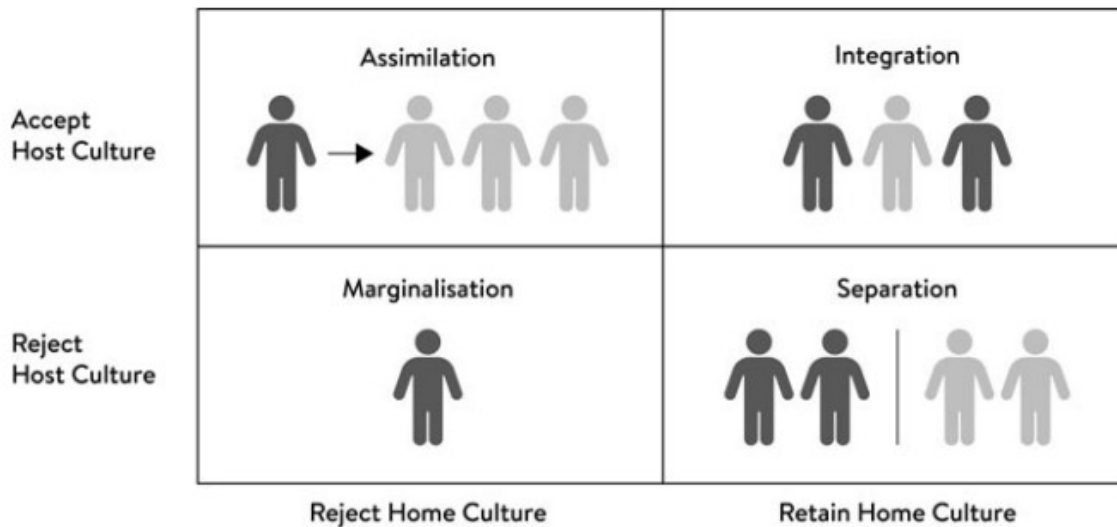 Assimilation
Integration
Accept
Host Culture
Marginalisation
Separation
Reject
Host Culture
Reject Home Culture
Retain Home Culture